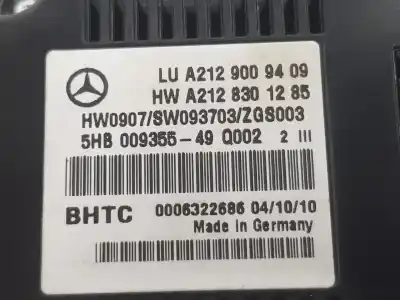 LU A212 900 94 09
HW A212 830 12 85
HW0907/SW093703/ZGS003
5HB 009355-49 Q002 2 III
BHTC 0006322686 04/10/10
Made in Germany